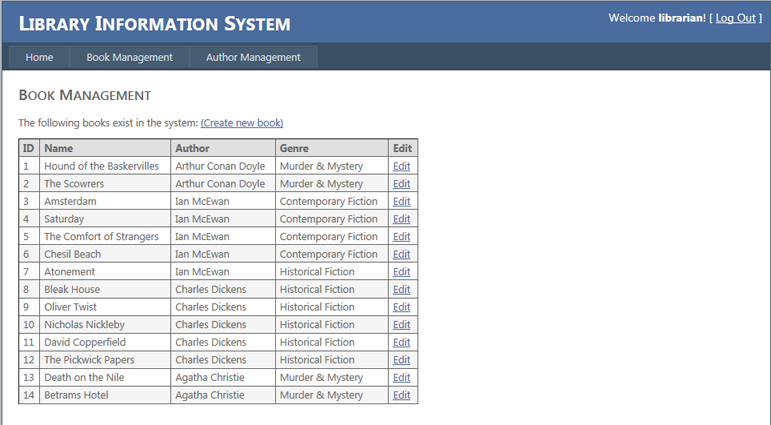 LIBRARY INFORMATION SYSTEM
Welcome librarian! [ Log Out ]
Home Book Management Author Management
BOOK MANAGEMENT
The following books exist in the system: (Create new book)
ID Name Author Genre Edit
1 Hound of the Baskervilles Arthur Conan Doyle Murder & Mystery Edit
2 The Scowrers Arthur Conan Doyle Murder & Mystery Edit
3 Amsterdam Ian McEwan Contemporary Fiction Edit
4 Saturday Ian McEwan Contemporary Fiction Edit
5 The Comfort of Strangers Ian McEwan Contemporary Fiction Edit
6 Chesil Beach Ian McEwan Contemporary Fiction Edit
7 Atonement Ian McEwan Historical Fiction Edit
8 Bleak House Charles Dickens Historical Fiction Edit
9 Oliver Twist Charles Dickens Historical Fiction Edit
10 Nicholas Nickleby Charles Dickens Historical Fiction Edit
11 David Copperfield Charles Dickens Historical Fiction Edit
12 The Pickwick Papers Charles Dickens Historical Fiction Edit
13 Death on the Nile Agatha Christie Murder & Mystery Edit
14 Betrams Hotel Agatha Christie Murder & Mystery Edit